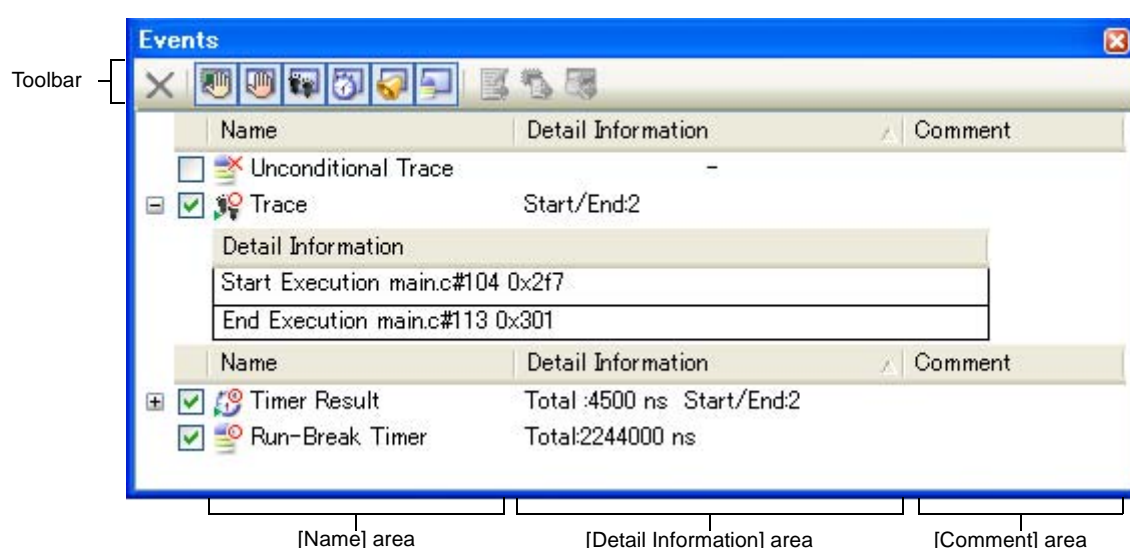 Events
Toolbar
Name Detail Information Comment
Unconditional Trace -
Trace Start/End:2
Detail Information
Start Execution main.c#104 0x2f7
End Execution main.c#113 0x301
Name Detail Information Comment
Timer Result Total :4500 ns Start/End:2
Run-Break Timer Total:2244000 ns
[Name] area [Detail Information] area [Comment] area